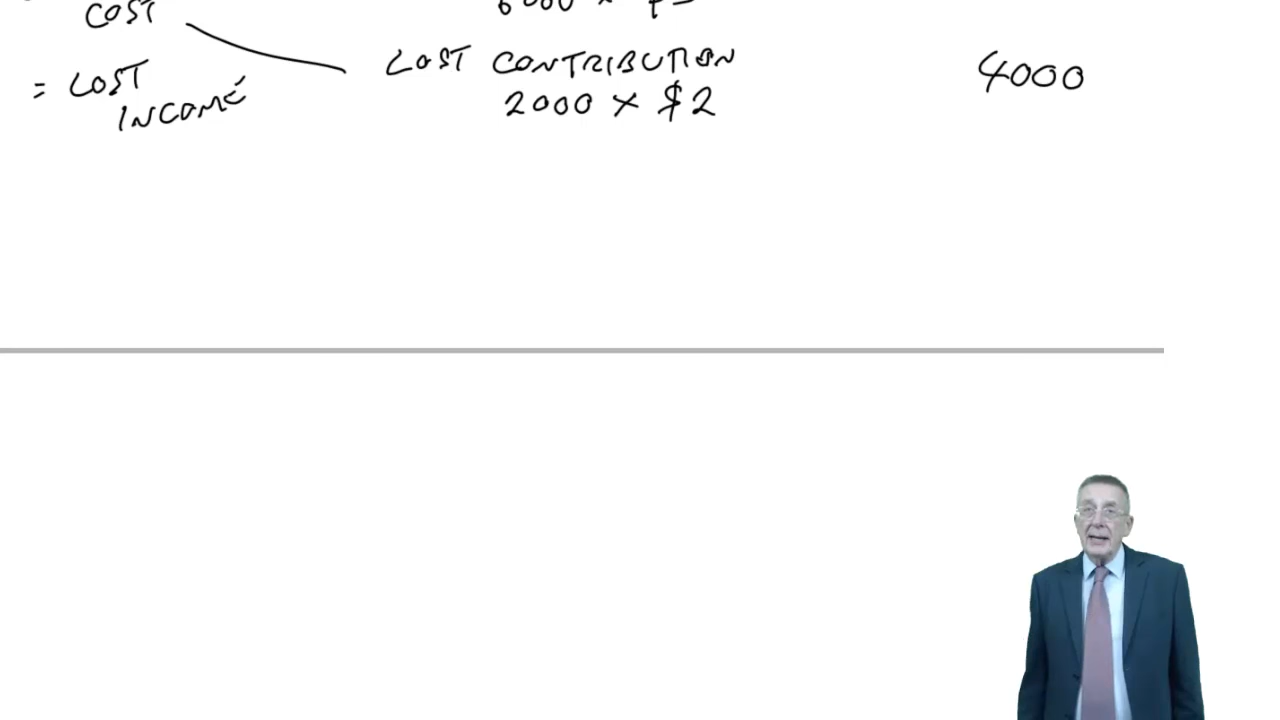 COST
= LOST INCOME
LOST CONTRIBUTION
2000 × $2
4000